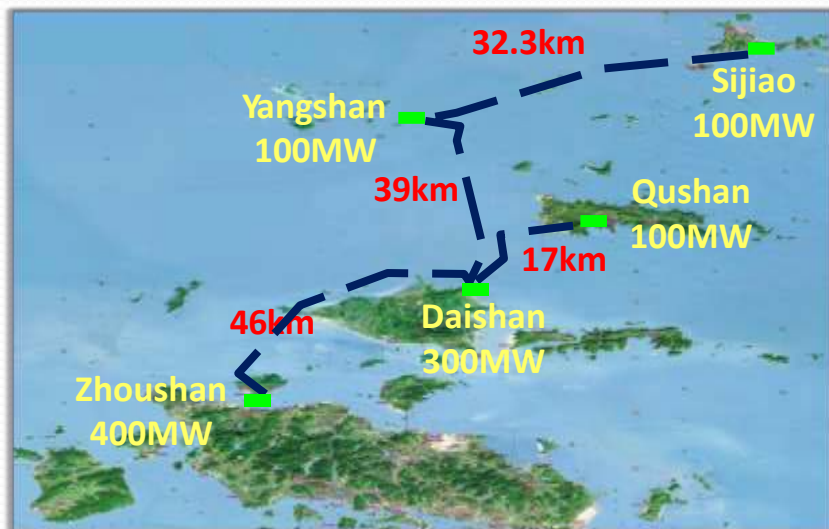 32.3km
Sijiao
100MW
Yangshan
100MW
39km
Qushan
100MW
17km
Daishan
300MW
46km
Zhoushan
400MW